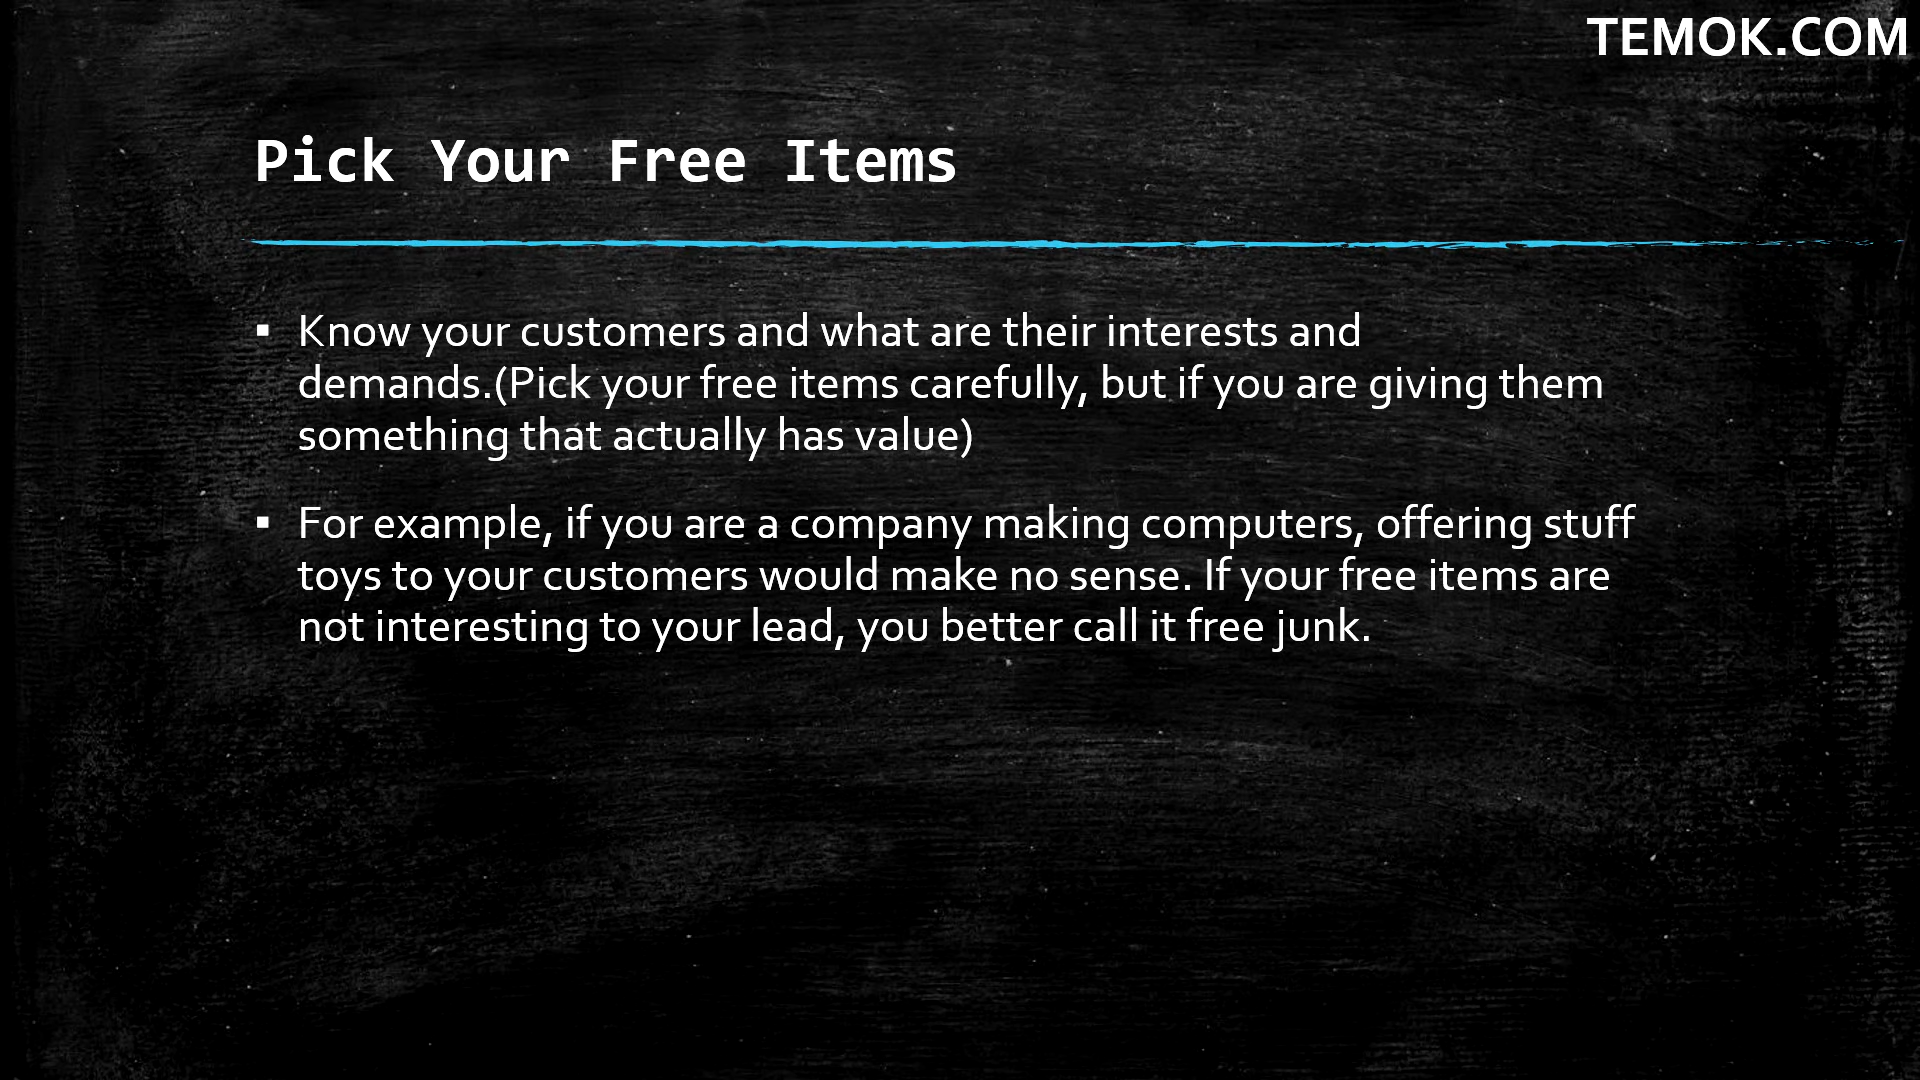 TEMOK.COM
Pick Your Free Items
▪ Know your customers and what are their interests and
demands.(Pick your free items carefully, but if you are giving them
something that actually has value)
▪ For example, if you are a company making computers, offering stuff
toys to your customers would make no sense. If your free items are
not interesting to your lead, you better call it free junk.